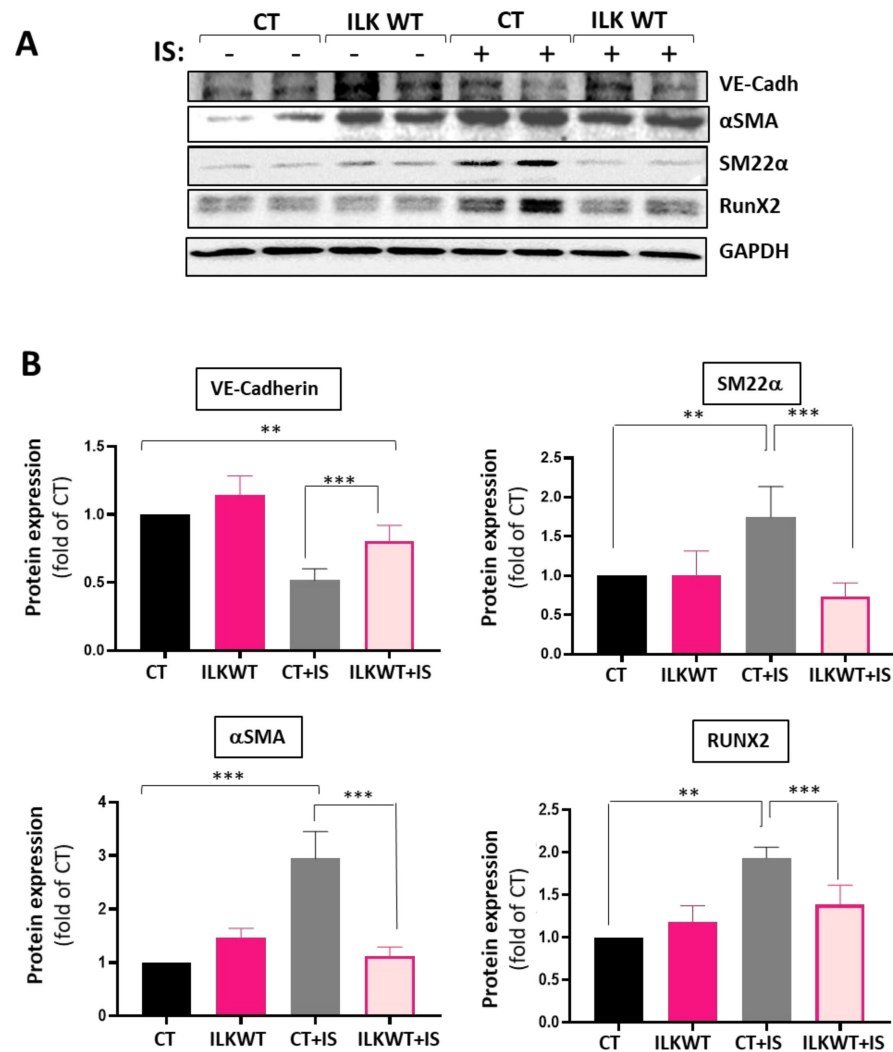 A
CT ILK WT CT ILK WT
IS: - - - - + + + +
VE-Cadh
αSMA
SM22α
RunX2
GAPDH
B
VE-Cadherin
**
***
Protein expression
(fold of CT)
1.5
1.0
0.5
0.0
CT ILKWT CT+IS ILKWT+IS
SM22α
** ***
Protein expression
(fold of CT)
2.5
2.0
1.5
1.0
0.5
0.0
CT ILKWT CT+IS ILKWT+IS
αSMA
***
***
Protein expression
(fold of CT)
4
3
2
1
0
CT ILKWT CT+IS ILKWT+IS
RUNX2
** ***
Protein expression
(fold of CT)
2.5
2.0
1.5
1.0
0.5
0.0
CT ILKWT CT+IS ILKWT+IS